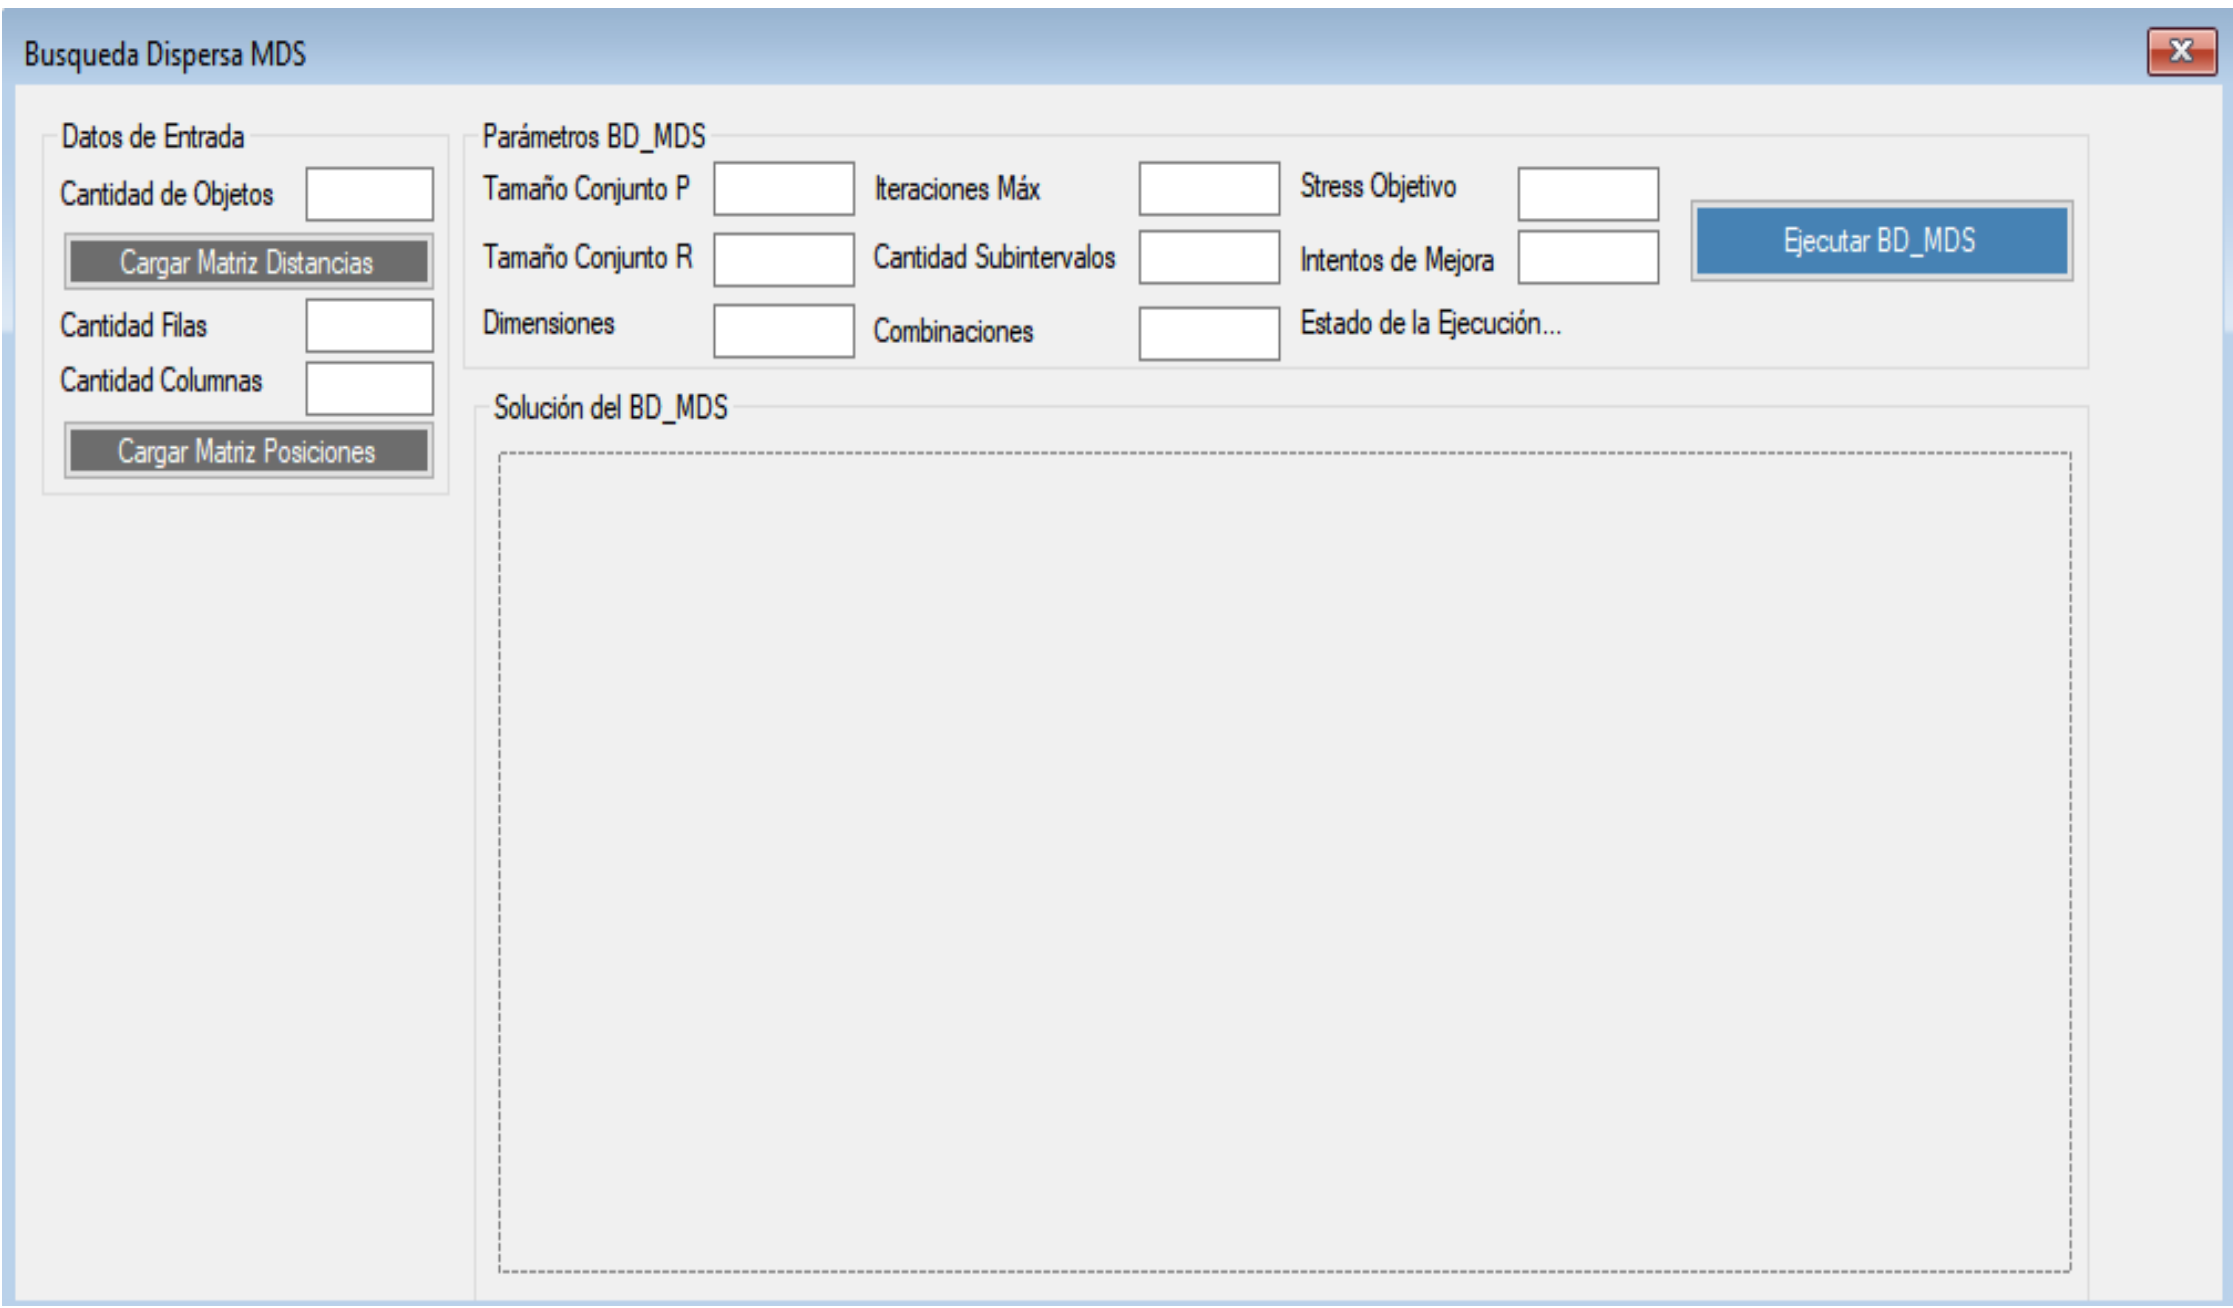 Busqueda Dispersa MDS
Datos de Entrada
Cantidad de Objetos
Cargar Matriz Distancias
Cantidad Filas
Cantidad Columnas
Cargar Matriz Posiciones
Parámetros BD_MDS
Tamaño Conjunto P
Iteraciones Máx
Stress Objetivo
Tamaño Conjunto R
Cantidad Subintervalos
Intentos de Mejora
Dimensiones
Combinaciones
Estado de la Ejecución...
Ejecutar BD_MDS
Solución del BD_MDS